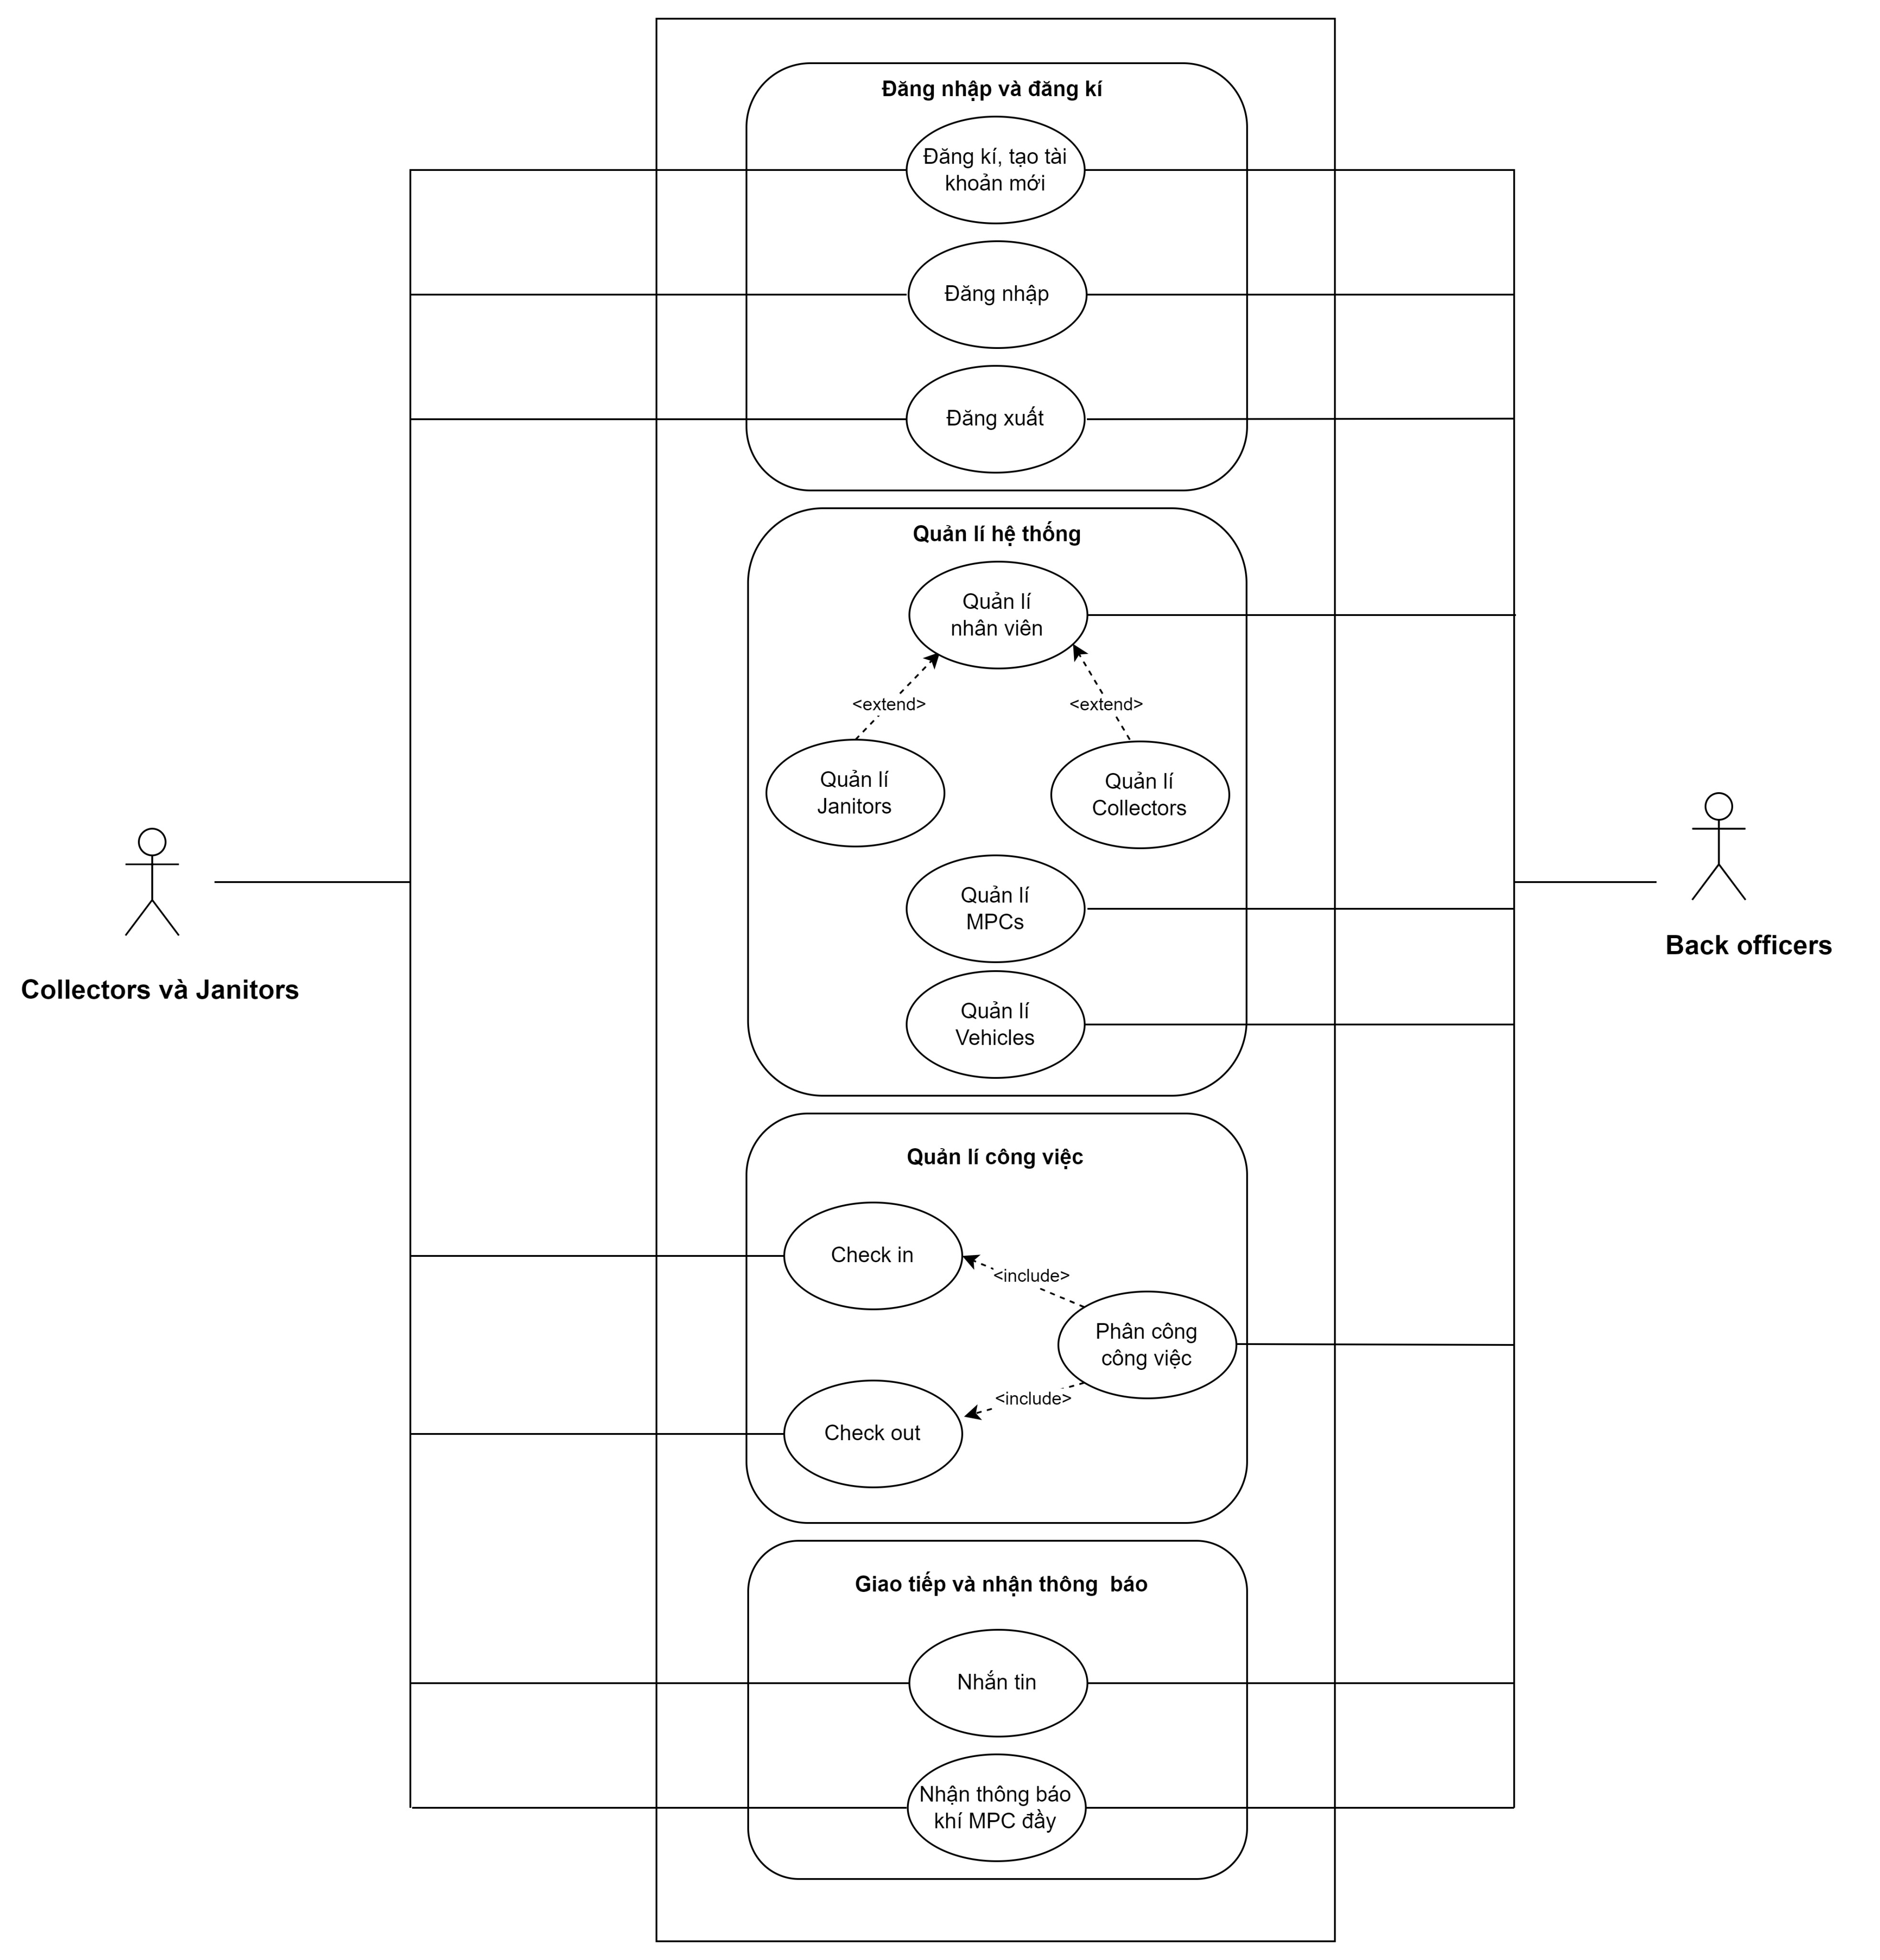 Đăng nhập và đăng kí
Đăng kí, tạo tài
khoản mới
Đăng nhập
Đăng xuất
Quản lí hệ thống
Quản lí
nhân viên
<extend>
<extend>
Quản lí
Janitors
Quản lí
Collectors
Quản lí
MPCs
Quản lí
Vehicles
Collectors và Janitors
Back officers
Quản lí công việc
Check in
<include>
Phân công
công việc
<include>
Check out
Giao tiếp và nhận thông  báo
Nhắn tin
Nhận thông báo
khí MPC đầy